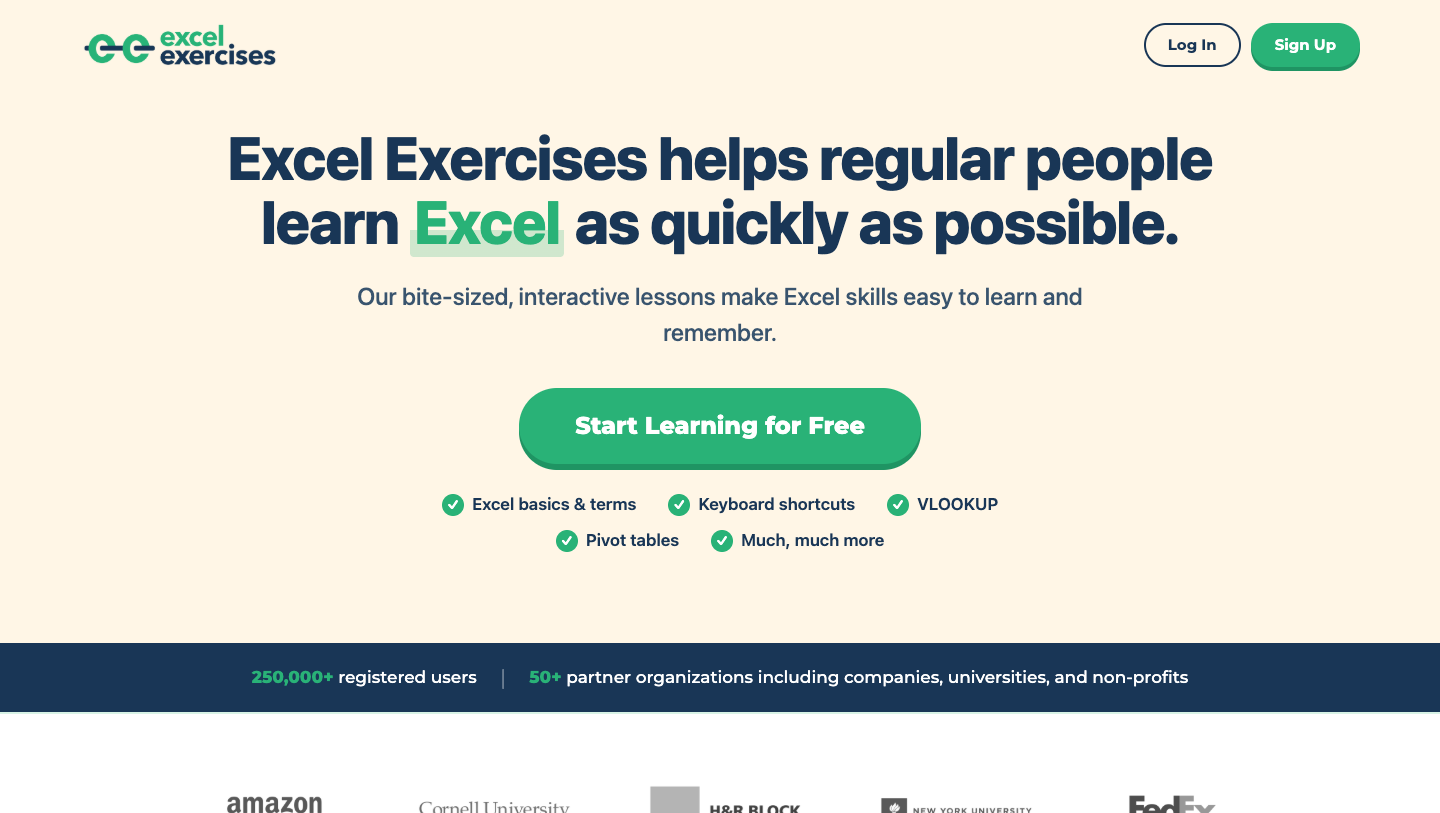 excel
exercises
Log In
Sign Up
Excel Exercises helps regular people
learn Excel as quickly as possible.
Our bite-sized, interactive lessons make Excel skills easy to learn and
remember.
Start Learning for Free
Excel basics & terms
Keyboard shortcuts
VLOOKUP
Pivot tables
Much, much more
250,000+ registered users
50+ partner organizations including companies, universities, and non-profits
amazon
Cornell University
H&R BLOCK
NEW YORK UNIVERSITY
FedEx